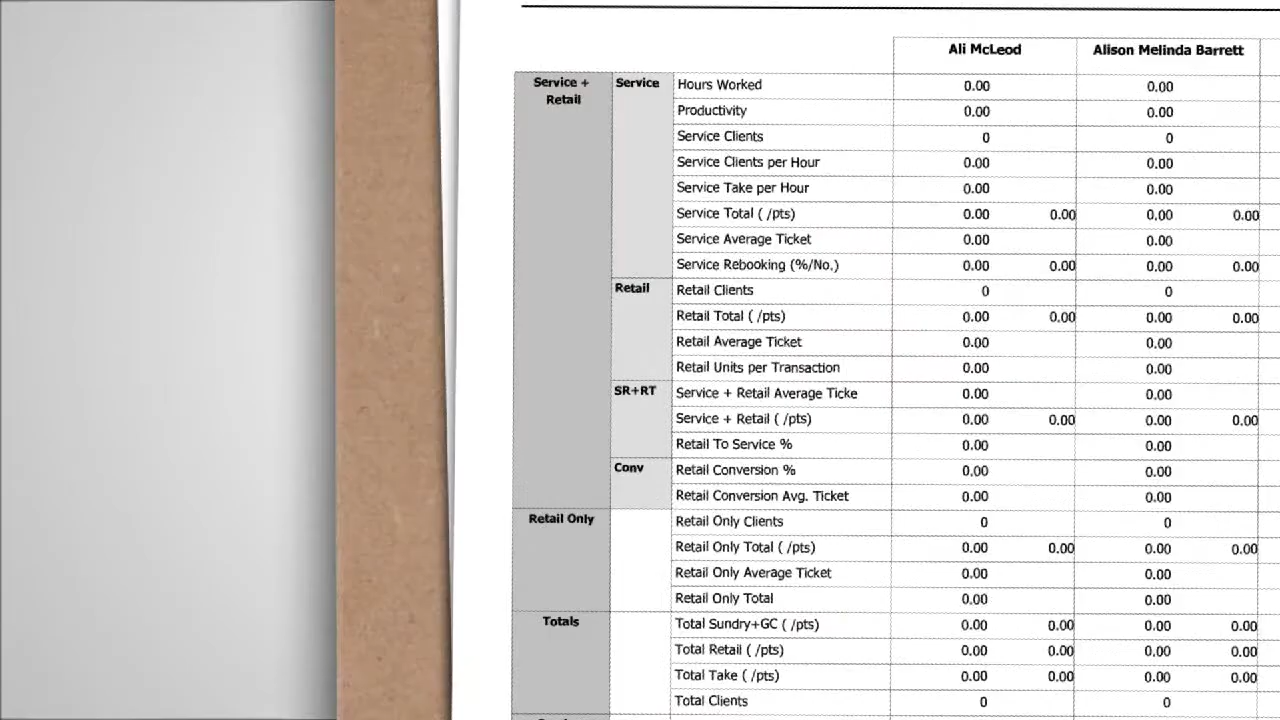 Ali McLeod Alison Melinda Barrett
Service + Retail Service Hours Worked 0.00 0.00
Productivity 0.00 0.00
Service Clients 0 0
Service Clients per Hour 0.00 0.00
Service Take per Hour 0.00 0.00
Service Total ( /pts) 0.00 0.00 0.00 0.00
Service Average Ticket 0.00 0.00
Service Rebooking (%/No.) 0.00 0.00 0.00 0.00
Retail Retail Clients 0 0
Retail Total ( /pts) 0.00 0.00 0.00 0.00
Retail Average Ticket 0.00 0.00
Retail Units per Transaction 0.00 0.00
SR+RT Service + Retail Average Ticke 0.00 0.00
Service + Retail ( /pts) 0.00 0.00 0.00 0.00
Retail To Service % 0.00 0.00
Conv Retail Conversion % 0.00 0.00
Retail Conversion Avg. Ticket 0.00 0.00
Retail Only Retail Only Clients 0 0
Retail Only Total ( /pts) 0.00 0.00 0.00 0.00
Retail Only Average Ticket 0.00 0.00
Retail Only Total 0.00 0.00
Totals Total Sundry+GC ( /pts) 0.00 0.00 0.00 0.00
Total Retail ( /pts) 0.00 0.00 0.00 0.00
Total Take ( /pts) 0.00 0.00 0.00 0.00
Total Clients 0 0